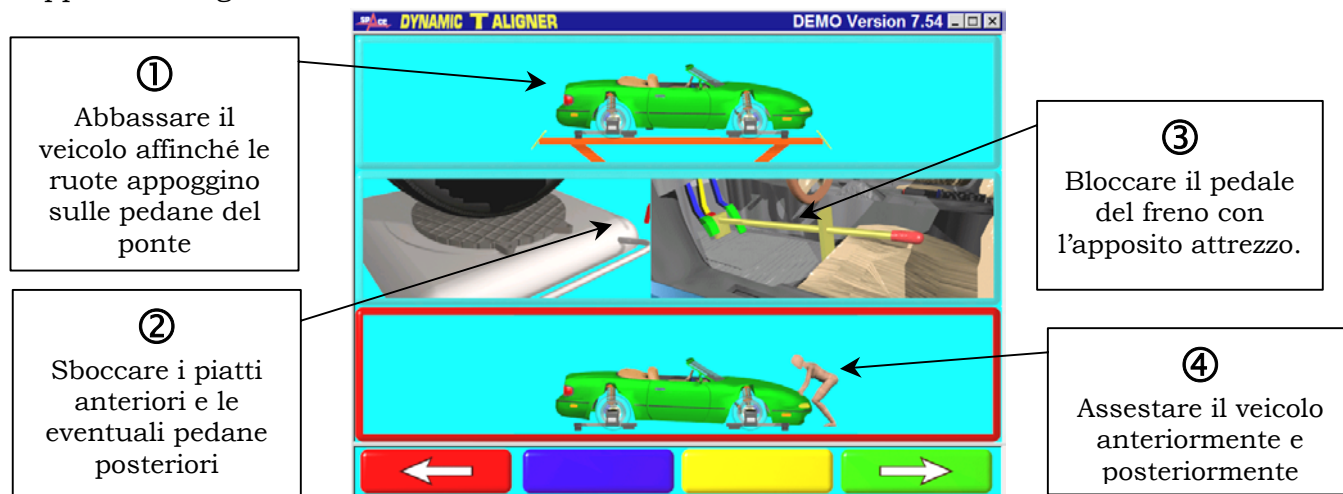 SPACE DYNAMIC T ALIGNER
DEMO Version 7.54
①
Abbassare il
veicolo affinché le
ruote appoggino
sulle pedane del
ponte
②
Sboccare i piatti
anteriori e le
eventuali pedane
posteriori
③
Bloccare il pedale
del freno con
l’apposito attrezzo.
④
Assestare il veicolo
anteriormente e
posteriormente